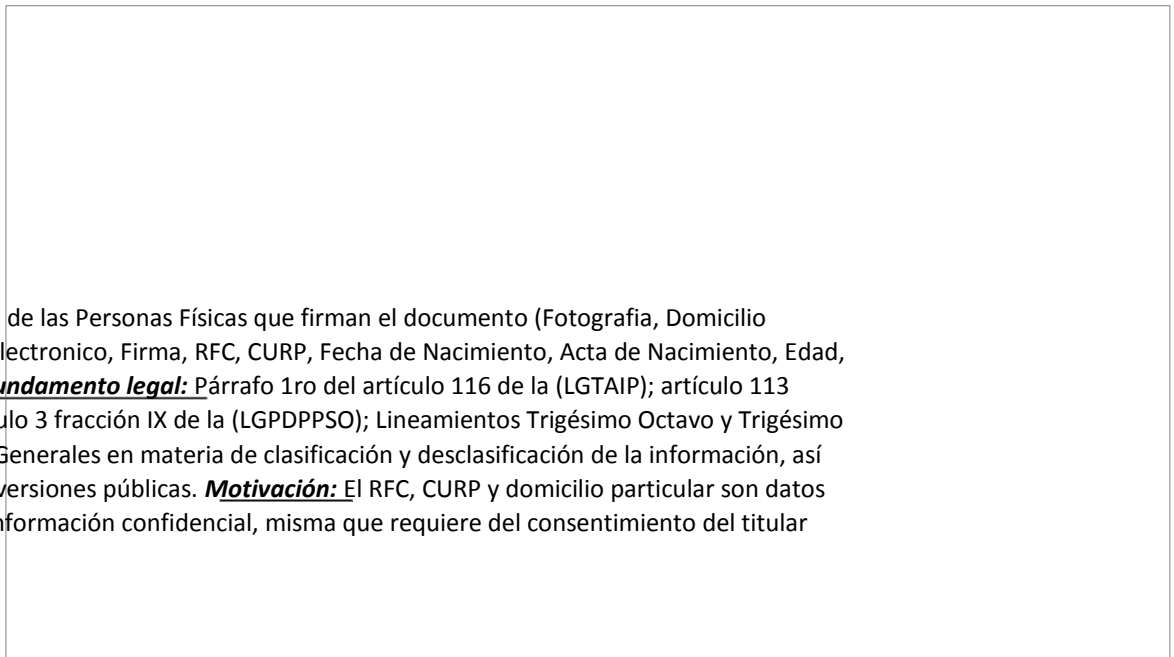 de las Personas Físicas que firman el documento (Fotografia, Domicilio
lectronico, Firma, RFC, CURP, Fecha de Nacimiento, Acta de Nacimiento, Edad,
undamento legal: Párrafo 1ro del artículo 116 de la (LGTAIP); artículo 113
ulo 3 fracción IX de la (LGPDPPSO); Lineamientos Trigésimo Octavo y Trigésimo
Generales en materia de clasificación y desclasificación de la información, así
versiones públicas. Motivación: El RFC, CURP y domicilio particular son datos
nformación confidencial, misma que requiere del consentimiento del titular